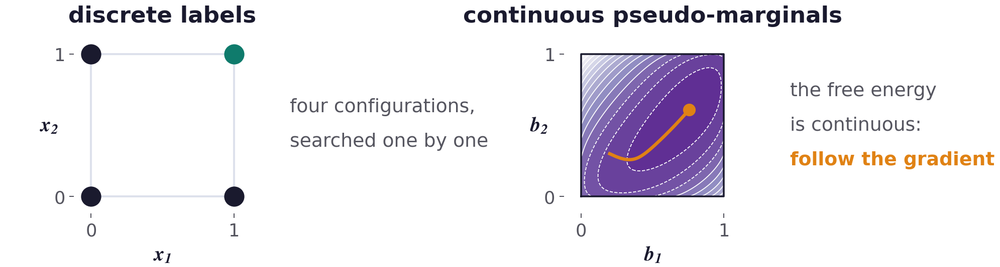 discrete labels
1
0
x2
0
1
x1
four configurations,
searched one by one
continuous pseudo-marginals
1
0
b2
0
1
b1
the free energy
is continuous:
follow the gradient